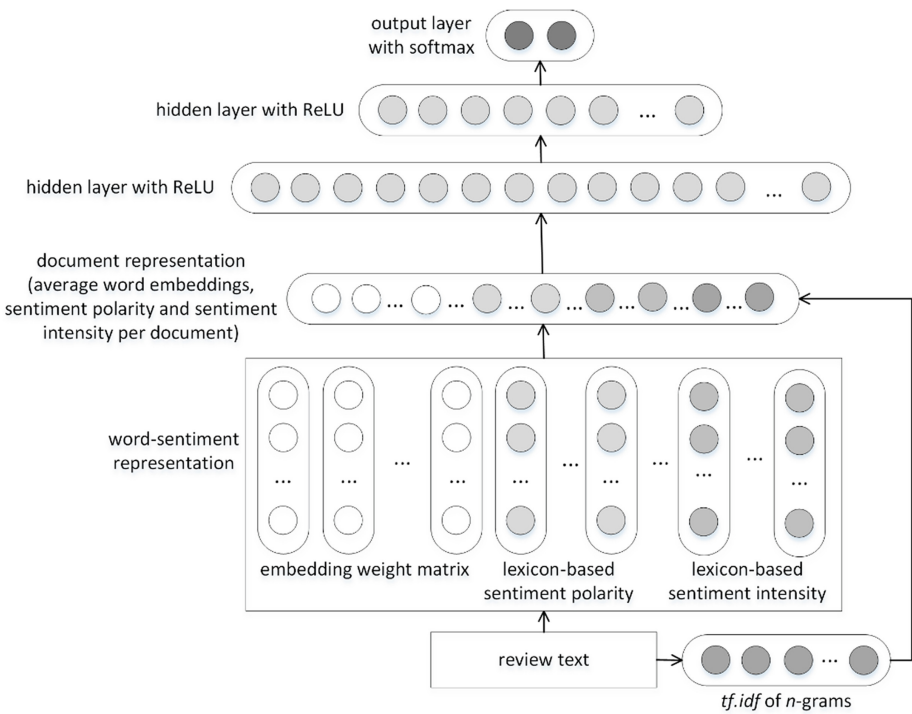 output layer
with softmax
hidden layer with ReLU
...
hidden layer with ReLU
...
document representation
(average word embeddings,
sentiment polarity and sentiment
intensity per document)
... ... ... ... ... ...
word-sentiment
representation
... ... ... ...
... ... ... ... ... ... ...
embedding weight matrix
lexicon-based
sentiment polarity
lexicon-based
sentiment intensity
review text
...
tf.idf of n-grams